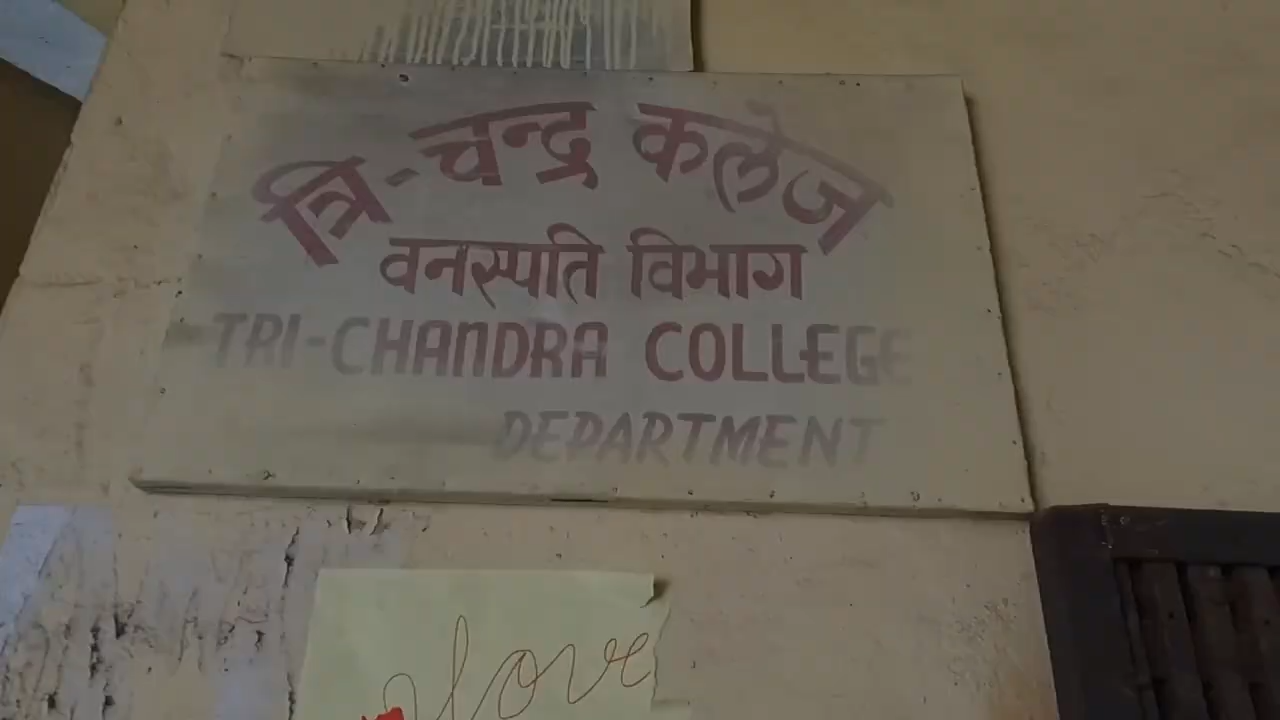 त्रि-चन्द्र कलेज
वनस्पति विभाग
TRI-CHANDRA COLLEGE
DEPARTMENT
love